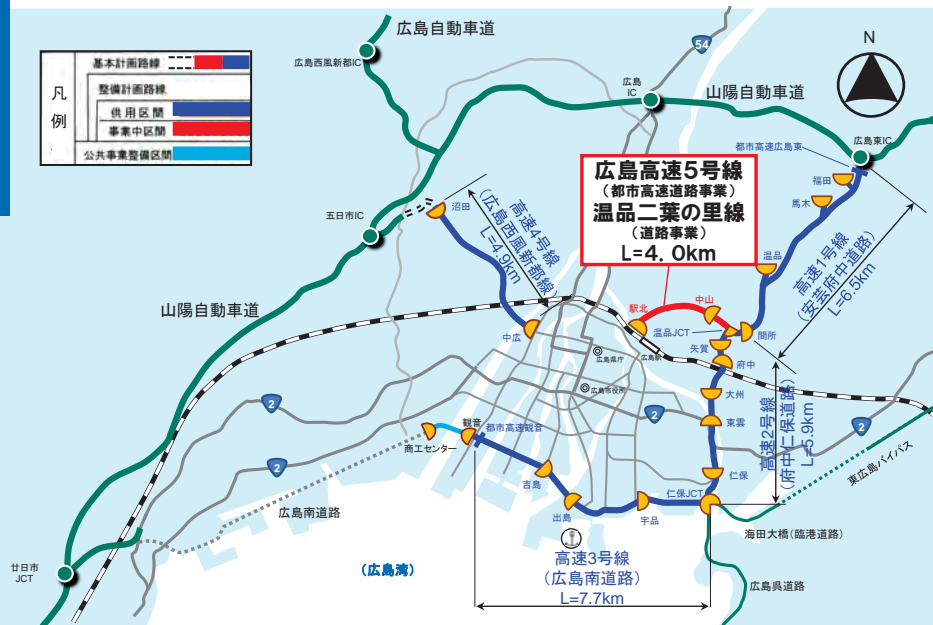 凡
例
基本計画路線
整備計画路線
供用区間
事業中区間
公共事業整備区間
広島自動車道
広島西風新都IC
54
広島
IC
山陽自動車道
N
広島東IC
都市高速広島東
福田
馬木
広島高速5号線
(都市高速道路事業)
温品二葉の里線
(道路事業)
L=4.0km
沼田
五日市IC
高速4号線
(広島西風新都線)
L=4.9km
温品
高速1号線
(安芸府中道路)
L=6.5km
山陽自動車道
駅北
中山
温品JCT
間所
中広
広島県庁
広島駅
矢賀
府中
広島市役所
大州
2
2
東雲
高速2号線
(府中仁保道路)
L=5.9km
2
東広島バイパス
観音
都市高速観音
商工センター
2
吉島
仁保
仁保JCT
出島
宇品
広島南道路
海田大橋(臨港道路)
高速3号線
(広島南道路)
L=7.7km
(広島湾)
廿日市
JCT
広島呉道路